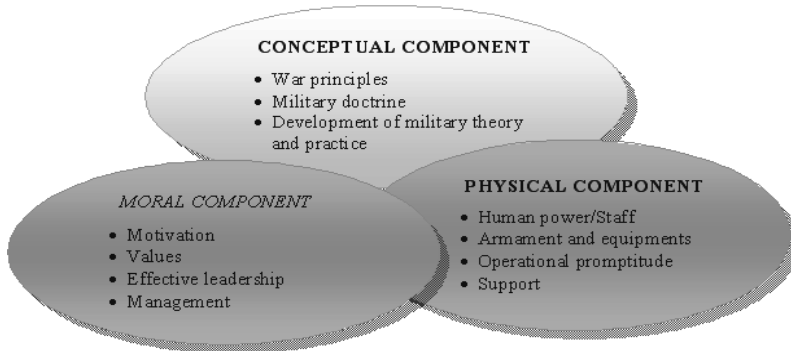 CONCEPTUAL COMPONENT
• War principles
• Military doctrine
• Development of military theory
and practice
MORAL COMPONENT
• Motivation
• Values
• Effective leadership
• Management
PHYSICAL COMPONENT
• Human power/Staff
• Armament and equipments
• Operational promptitude
• Support